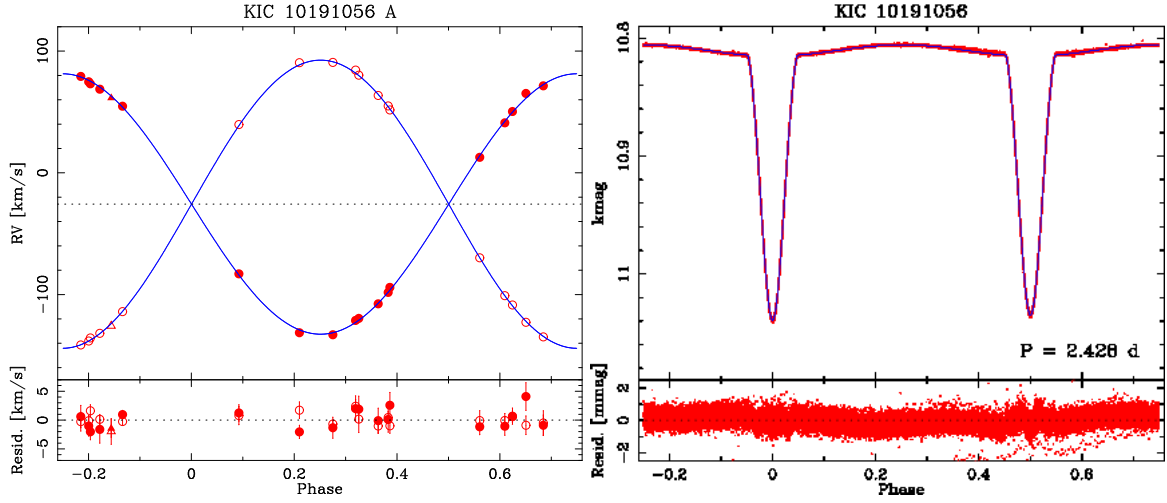 KIC 10191056 A
100
0
−100
RV [km/s]
5
0
−5
Resid. [km/s]
−0.2 0 0.2 0.4 0.6
Phase
KIC 10191056
10.8
10.9
11
kmag
P = 2.428 d
2
0
−2
Resid. [mmag]
−0.2 0 0.2 0.4 0.6
Phase